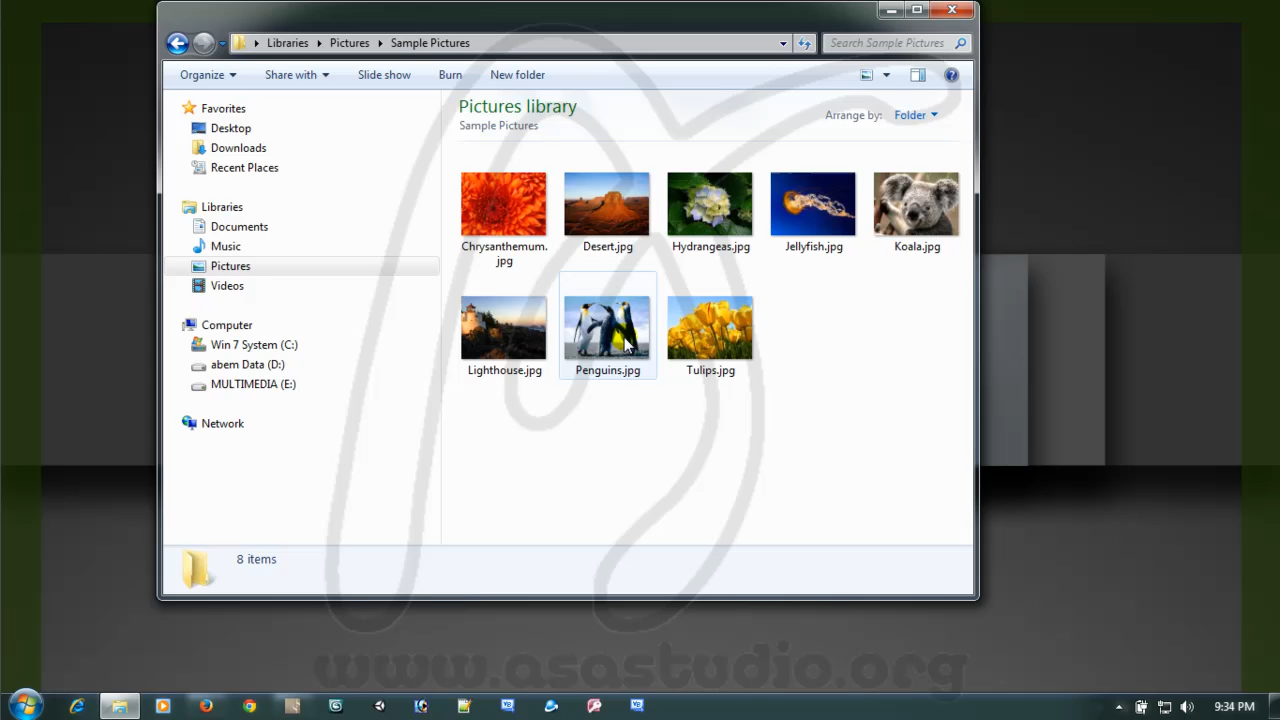 Libraries Pictures Sample Pictures
Search Sample Pictures
Organize Share with Slide show Burn New folder
Favorites
Desktop
Downloads
Recent Places
Libraries
Documents
Music
Pictures
Videos
Computer
Win 7 System (C:)
abem Data (D:)
MULTIMEDIA (E:)
Network
Pictures library
Sample Pictures
Arrange by: Folder
Chrysanthemum.
jpg
Desert.jpg
Hydrangeas.jpg
Jellyfish.jpg
Koala.jpg
Lighthouse.jpg
Penguins.jpg
Tulips.jpg
8 items
www.asastudio.org
9:34 PM